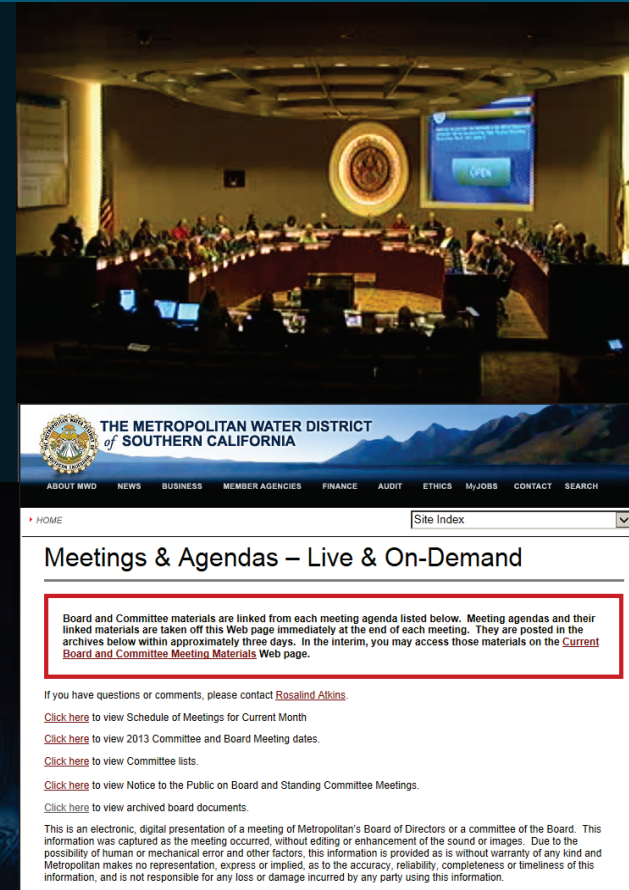 OPEN
THE METROPOLITAN WATER DISTRICT
of SOUTHERN CALIFORNIA
ABOUT MWD NEWS BUSINESS MEMBER AGENCIES FINANCE AUDIT ETHICS MyJOBS CONTACT SEARCH
HOME Site Index
Meetings & Agendas – Live & On-Demand
Board and Committee materials are linked from each meeting agenda listed below. Meeting agendas and their
linked materials are taken off this Web page immediately at the end of each meeting. They are posted in the
archives below within approximately three days. In the interim, you may access those materials on the Current
Board and Committee Meeting Materials Web page.
If you have questions or comments, please contact Rosalind Atkins.
Click here to view Schedule of Meetings for Current Month
Click here to view 2013 Committee and Board Meeting dates.
Click here to view Committee lists.
Click here to view Notice to the Public on Board and Standing Committee Meetings.
Click here to view archived board documents.
This is an electronic, digital presentation of a meeting of Metropolitan's Board of Directors or a committee of the Board. This
information was captured as the meeting occurred, without editing or enhancement of the sound or images. Due to the
possibility of human or mechanical error and other factors, this information is provided as is without warranty of any kind and
Metropolitan makes no representation, express or implied, as to the accuracy, reliability, completeness or timeliness of this
information, and is not responsible for any loss or damage incurred by any party using this information.